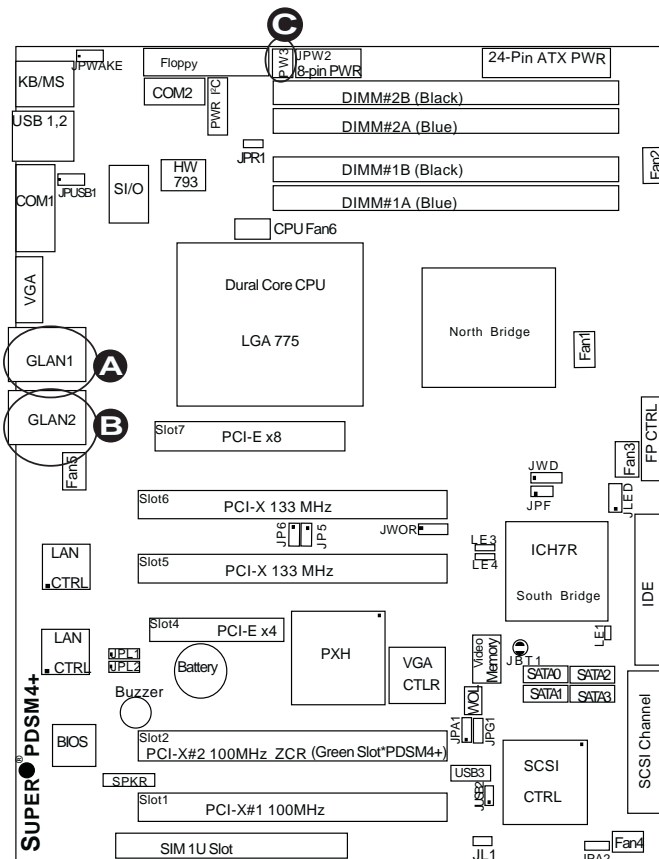 C
JPWAKE
Floppy
PW3
JPW2
8-pin PWR
24-Pin ATX PWR
KB/MS
COM2
PWR I²C
DIMM#2B (Black)
USB 1,2
DIMM#2A (Blue)
JPR1
Fan2
COM1
JPUSB1
SI/O
HW
793
DIMM#1B (Black)
DIMM#1A (Blue)
CPU Fan6
VGA
Dural Core CPU
LGA 775
North Bridge
Fan1
GLAN1
A
GLAN2
B
Slot7
PCI-E x8
FP CTRL
Fan3
Fan5
JWD
JPF
JLED
Slot6
PCI-X 133 MHz
JP6
JP5
JWOR
LE3
LE4
ICH7R
South Bridge
IDE
LAN
CTRL
Slot5
PCI-X 133 MHz
Slot4
PCI-E x4
LE1
LAN
CTRL
JPL1
JPL2
Battery
PXH
VGA
CTLR
Video
Memory
JBT1
SATA0
SATA2
SATA1
SATA3
Buzzer
WOL
SCSI Channel
BIOS
Slot2
PCI-X#2 100MHz ZCR (Green Slot*PDSM4+)
JPA1
JPG1
SUPER® PDSM4+
SPKR
USB3
JUSB2
SCSI
CTRL
Slot1
PCI-X#1 100MHz
SIM 1U Slot
JL1
JPA2
Fan4